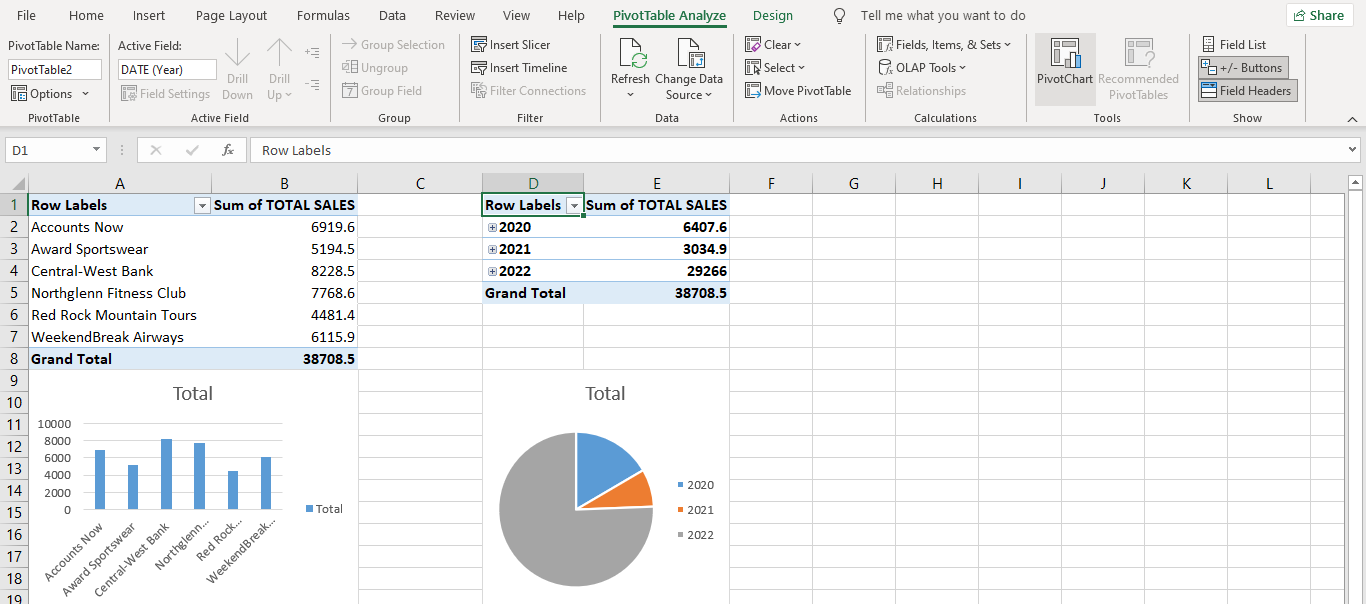 File Home Insert Page Layout Formulas Data Review View Help PivotTable Analyze Design Tell me what you want to do Share
PivotTable Name:
PivotTable2
Options
PivotTable
Active Field:
DATE (Year)
Field Settings
Drill Down
Drill Up
Active Field
Group Selection
Ungroup
Group Field
Group
Insert Slicer
Insert Timeline
Filter Connections
Filter
Refresh
Change Data Source
Data
Clear
Select
Move PivotTable
Actions
Fields, Items, & Sets
OLAP Tools
Relationships
Calculations
PivotChart
Recommended PivotTables
Tools
Field List
+/- Buttons
Field Headers
Show
D1 fx Row Labels
A B C D E F G H I J K L
1 Row Labels Sum of TOTAL SALES Row Labels Sum of TOTAL SALES
2 Accounts Now 6919.6 2020 6407.6
3 Award Sportswear 5194.5 2021 3034.9
4 Central-West Bank 8228.5 2022 29266
5 Northglenn Fitness Club 7768.6 Grand Total 38708.5
6 Red Rock Mountain Tours 4481.4
7 WeekendBreak Airways 6115.9
8 Grand Total 38708.5
9
10
11
12
13
14
15
16
17
18
19
Total
10000
8000
6000
4000
2000
0
Accounts Now
Award Sportswear
Central-West Bank
Northglenn...
Red Rock...
WeekendBreak...
Total
Total
2020
2021
2022